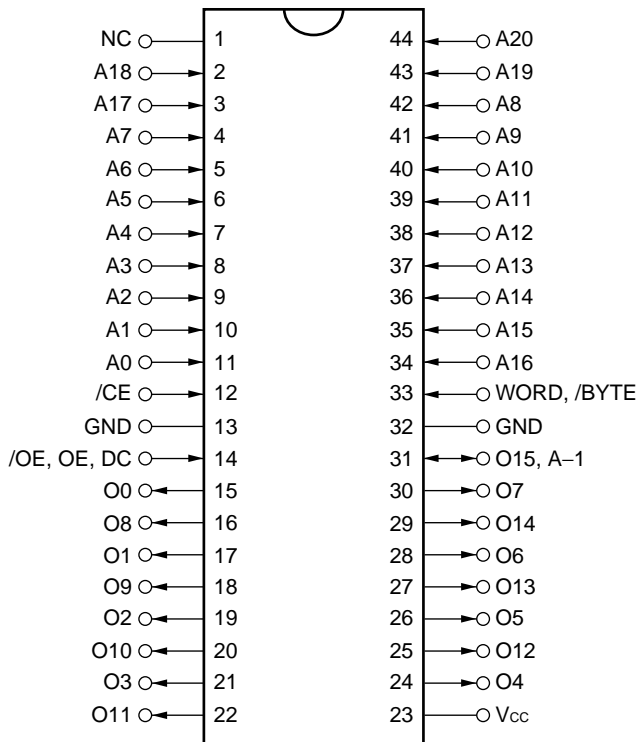 NC 1 44 A20
A18 2 43 A19
A17 3 42 A8
A7 4 41 A9
A6 5 40 A10
A5 6 39 A11
A4 7 38 A12
A3 8 37 A13
A2 9 36 A14
A1 10 35 A15
A0 11 34 A16
/CE 12 33 WORD, /BYTE
GND 13 32 GND
/OE, OE, DC 14 31 O15, A−1
O0 15 30 O7
O8 16 29 O14
O1 17 28 O6
O9 18 27 O13
O2 19 26 O5
O10 20 25 O12
O3 21 24 O4
O11 22 23 Vcc